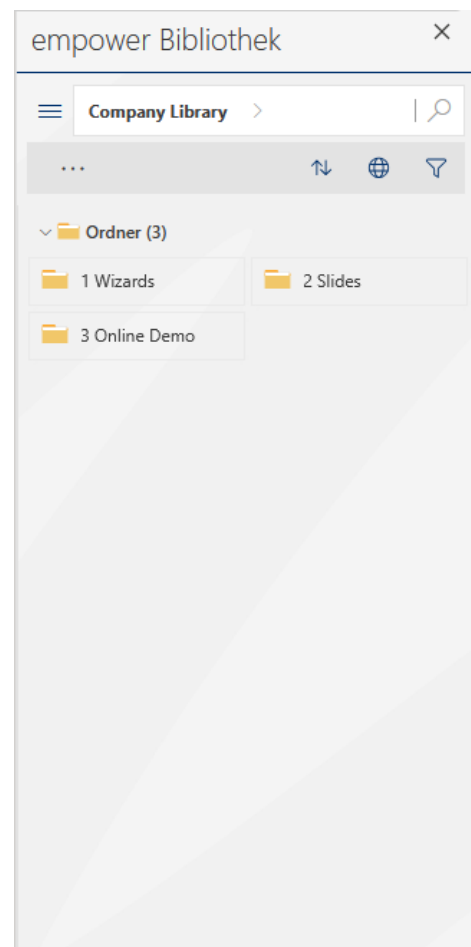 empower Bibliothek
Company Library
Ordner (3)
1 Wizards
2 Slides
3 Online Demo